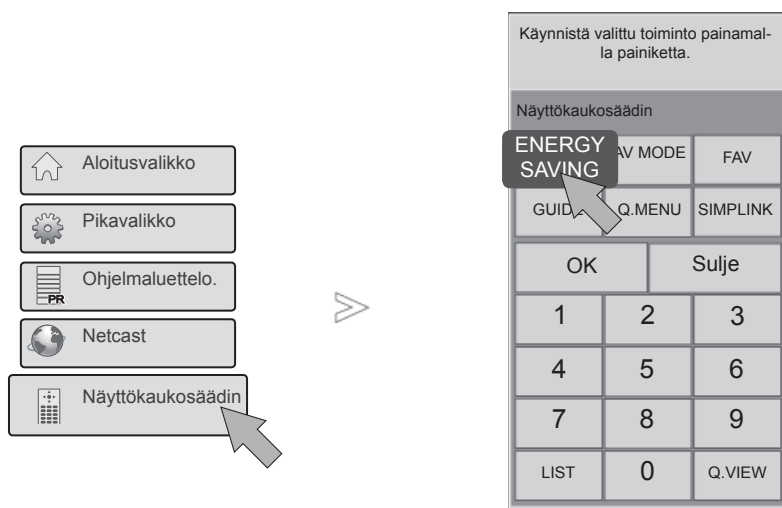 Aloitusvalikko
Pikavalikko
Ohjelmaluettelo.
PR
Netcast
Näyttökaukosäädin
Käynnistä valittu toiminto painamal-
la painiketta.
Näyttökaukosäädin
ENERGY
SAVING
AV MODE
FAV
GUIDE
Q.MENU
SIMPLINK
OK
Sulje
1
2
3
4
5
6
7
8
9
LIST
0
Q.VIEW